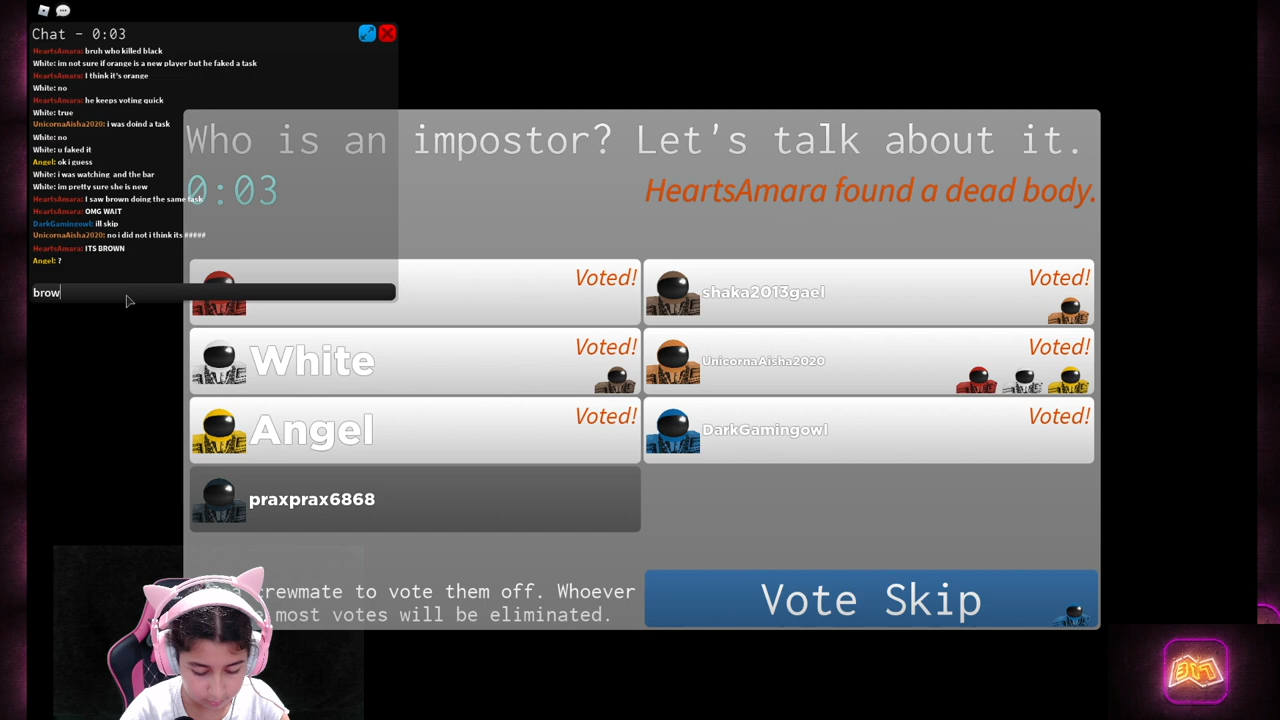 Chat - 0:03
HeartsAmara: bruh who killed black
White: im not sure if orange is a new player but he faked a task
HeartsAmara: I think it's orange
White: no
HeartsAmara: he keeps voting quick
White: true
UnicornaAisha2020: i was doind a task
White: no
White: u faked it
Angel: ok i guess
White: i was watching and the bar
White: im pretty sure she is new
HeartsAmara: I saw brown doing the same task
HeartsAmara: OMG WAIT
DarkGamingowl: ill skip
UnicornaAisha2020: no i did not i think its #####
HeartsAmara: ITS BROWN
Angel: ?
brow
Who is an impostor? Let's talk about it.
0:03
HeartsAmara found a dead body.
Voted!
shaka2013gael
Voted!
White
Voted!
UnicornaAisha2020
Voted!
Angel
Voted!
DarkGamingowl
Voted!
praxprax6868
crewmate to vote them off. Whoever
most votes will be eliminated.
Vote Skip